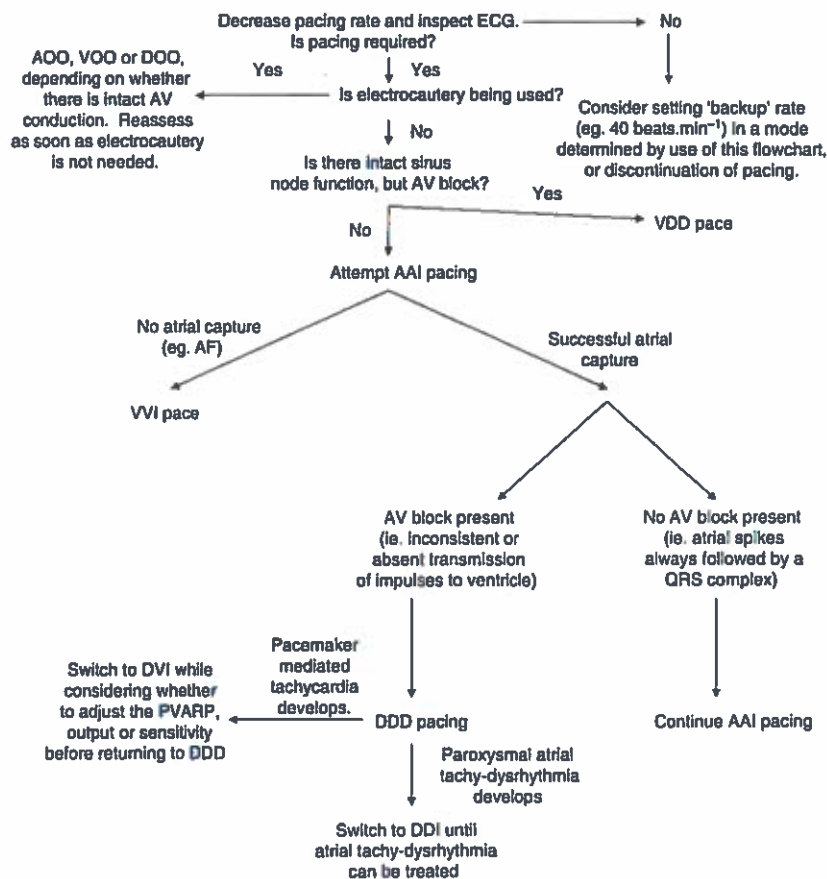 Decrease pacing rate and inspect ECG.
Is pacing required?
No
AOO, VOO or DOO,
depending on whether
there is intact AV
conduction. Reassess
as soon as electrocautery
is not needed.
Yes
Yes
Is electrocautery being used?
Consider setting 'backup' rate
(eg. 40 beats.min⁻¹) in a mode
determined by use of this flowchart,
or discontinuation of pacing.
No
Is there intact sinus
node function, but AV block?
Yes
VDD pace
No
Attempt AAI pacing
No atrial capture
(eg. AF)
Successful atrial
capture
VVI pace
AV block present
(ie. inconsistent or
absent transmission
of impulses to ventricle)
No AV block present
(ie. atrial spikes
always followed by a
QRS complex)
Pacemaker
mediated
tachycardia
develops.
Switch to DVI while
considering whether
to adjust the PVARP,
output or sensitivity
before returning to DDD
DDD pacing
Continue AAI pacing
Paroxysmal atrial
tachy-dysrhythmia
develops
Switch to DDI until
atrial tachy-dysrhythmia
can be treated